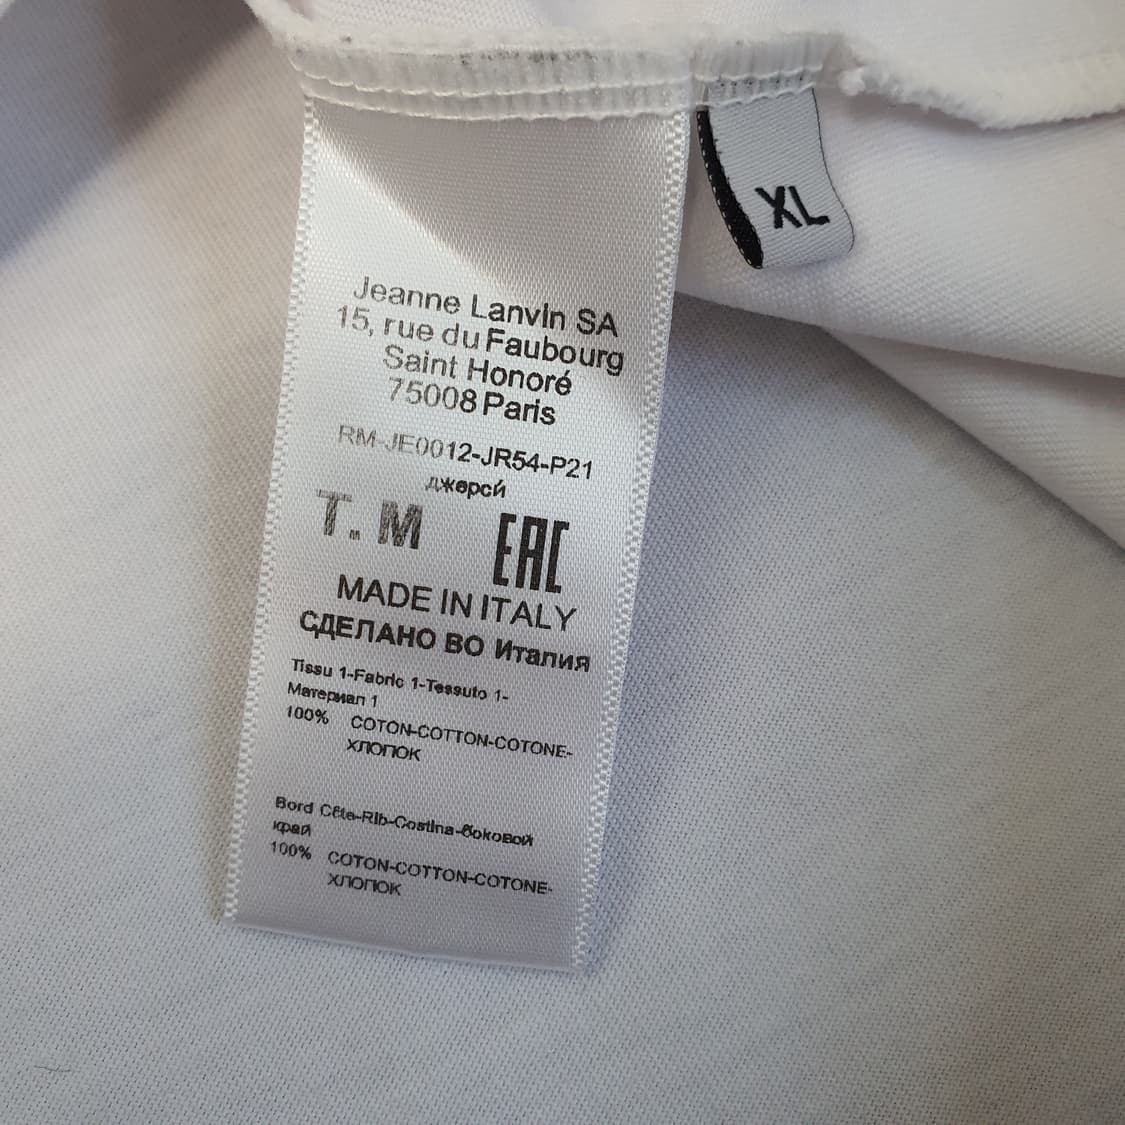 XL
Jeanne Lanvin SA
15, rue du Faubourg
Saint Honoré
75008 Paris
RM-JE0012-JR54-P21
джерсй
T. M
EAC
MADE IN ITALY
СДЕЛАНО ВО Италия
Tissu 1-Fabric 1-Tessuto 1-
Материал 1
100% COTON-COTTON-COTONE-
ХЛОПОК
Bord Côte-Rib-Costina-боковой
край
100% COTON-COTTON-COTONE-
ХЛОПОК